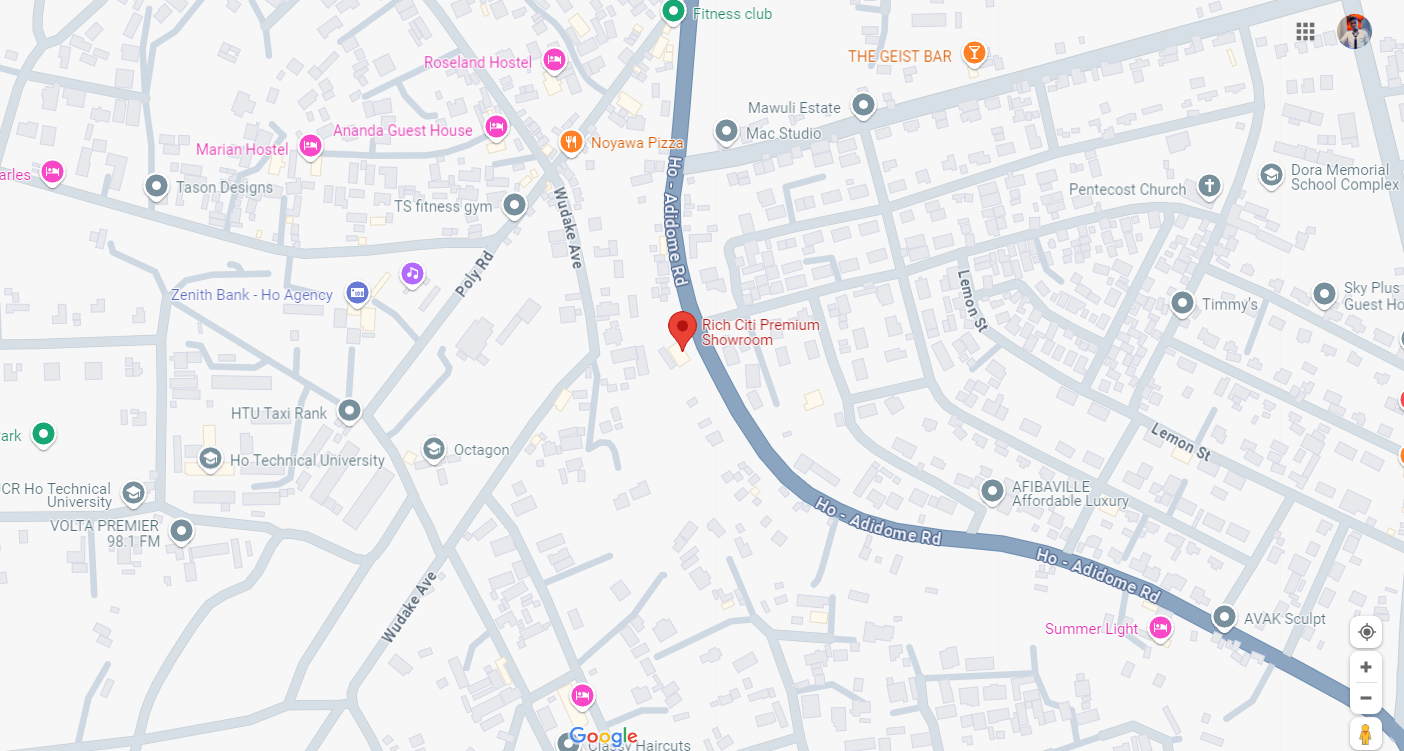 Fitness club
Roseland Hostel
THE GEIST BAR
Mawuli Estate
Mac Studio
Ananda Guest House
Noyawa Pizza
Marian Hostel
arles
Tason Designs
TS fitness gym
Dora Memorial
School Complex
Pentecost Church
Wudake Ave
Ho - Adidome Rd
Poly Rd
Zenith Bank - Ho Agency
Lemon St
Timmy's
Sky Plus
Guest Ho
Rich Citi Premium
Showroom
HTU Taxi Rank
ark
Octagon
Ho Technical University
Lemon St
JCR Ho Technical
University
AFIBAVILLE
Affordable Luxury
VOLTA PREMIER
98.1 FM
Ho - Adidome Rd
Ho - Adidome Rd
Wudake Ave
Summer Light
AVAK Sculpt
Google
Classy Haircuts